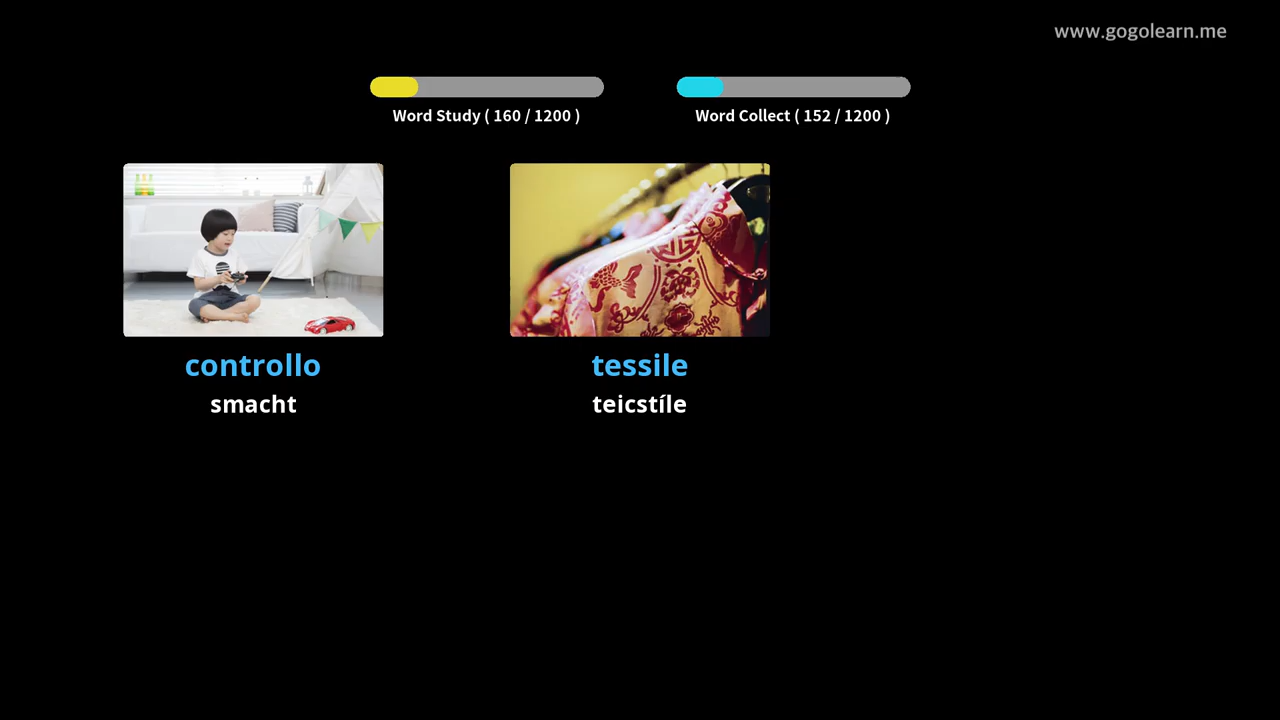 www.gogolearn.me
Word Study ( 160 / 1200 )
Word Collect ( 152 / 1200 )
controllo
smacht
tessile
teicstíle